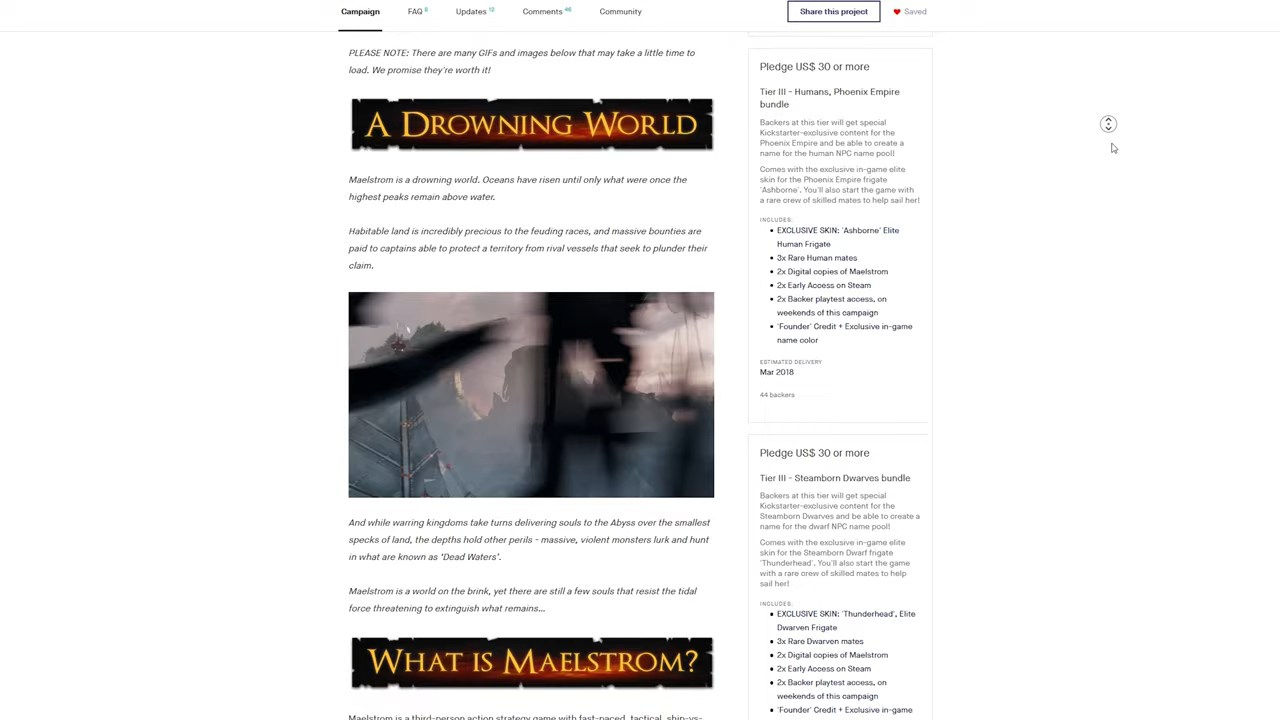 Campaign
FAQ 8
Updates 12
Comments 46
Community
Share this project
Saved
PLEASE NOTE: There are many GIFs and images below that may take a little time to
load. We promise they're worth it!
A DROWNING WORLD
Maelstrom is a drowning world. Oceans have risen until only what were once the
highest peaks remain above water.
Habitable land is incredibly precious to the feuding races, and massive bounties are
paid to captains able to protect a territory from rival vessels that seek to plunder their
claim.
And while warring kingdoms take turns delivering souls to the Abyss over the smallest
specks of land, the depths hold other perils - massive, violent monsters lurk and hunt
in what are known as 'Dead Waters'.
Maelstrom is a world on the brink, yet there are still a few souls that resist the tidal
force threatening to extinguish what remains...
WHAT IS MAELSTROM?
Maelstrom is a third-person action strategy game with fast-paced, tactical, ship-vs-
Pledge US$ 30 or more
Tier III - Humans, Phoenix Empire
bundle
Backers at this tier will get special
Kickstarter-exclusive content for the
Phoenix Empire and be able to create a
name for the human NPC name pool!
Comes with the exclusive in-game elite
skin for the Phoenix Empire frigate
'Ashborne'. You'll also start the game with
a rare crew of skilled mates to help sail her!
INCLUDES:
• EXCLUSIVE SKIN: 'Ashborne' Elite
Human Frigate
• 3x Rare Human mates
• 2x Digital copies of Maelstrom
• 2x Early Access on Steam
• 2x Backer playtest access, on
weekends of this campaign
• 'Founder' Credit + Exclusive in-game
name color
ESTIMATED DELIVERY
Mar 2018
44 backers
Pledge US$ 30 or more
Tier III - Steamborn Dwarves bundle
Backers at this tier will get special
Kickstarter-exclusive content for the
Steamborn Dwarves and be able to create a
name for the dwarf NPC name pool!
Comes with the exclusive in-game elite
skin for the Steamborn Dwarf frigate
'Thunderhead'. You'll also start the game
with a rare crew of skilled mates to help
sail her!
INCLUDES:
• EXCLUSIVE SKIN: 'Thunderhead', Elite
Dwarven Frigate
• 3x Rare Dwarven mates
• 2x Digital copies of Maelstrom
• 2x Early Access on Steam
• 2x Backer playtest access, on
weekends of this campaign
• 'Founder' Credit + Exclusive in-game